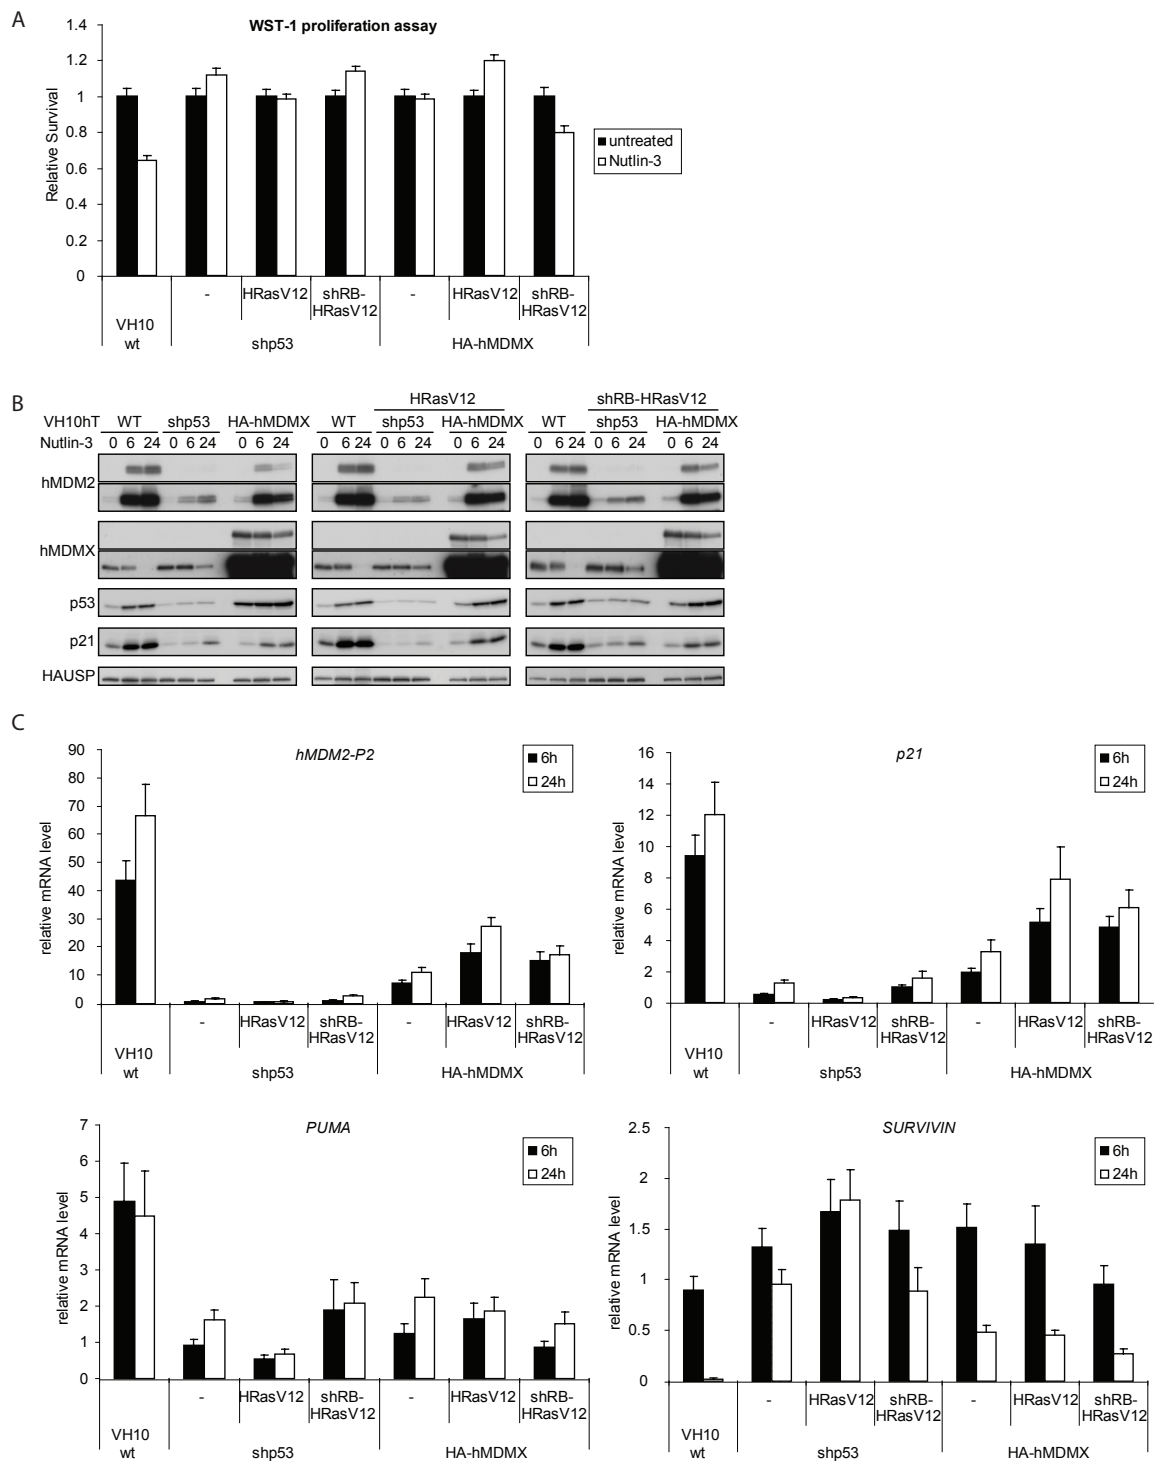 A
WST-1 proliferation assay
1.4
1.2
1
0.8
0.6
0.4
0.2
0
Relative Survival
untreated
Nutlin-3
- HRasV12 shRB- - HRasV12 shRB-
HRasV12 HRasV12
VH10
wt shp53 HA-hMDMX
B
HRasV12 shRB-HRasV12
VH10hT WT shp53 HA-hMDMX WT shp53 HA-hMDMX WT shp53 HA-hMDMX
Nutlin-3 0 6 24 0 6 24 0 6 24 0 6 24 0 6 24 0 6 24 0 6 24 0 6 24 0 6 24
hMDM2
hMDMX
p53
p21
HAUSP
C
hMDM2-P2
90
80
70
60
50
40
30
20
10
0
relative mRNA level
6h
24h
- HRasV12 shRB- - HRasV12 shRB-
HRasV12 HRasV12
VH10
wt shp53 HA-hMDMX
p21
16
14
12
10
8
6
4
2
0
relative mRNA level
6h
24h
- HRasV12 shRB- - HRasV12 shRB-
HRasV12 HRasV12
VH10
wt shp53 HA-hMDMX
PUMA
7
6
5
4
3
2
1
0
relative mRNA level
6h
24h
- HRasV12 shRB- - HRasV12 shRB-
HRasV12 HRasV12
VH10
wt shp53 HA-hMDMX
SURVIVIN
2.5
2
1.5
1
0.5
0
relative mRNA level
6h
24h
- HRasV12 shRB- - HRasV12 shRB-
HRasV12 HRasV12
VH10
wt shp53 HA-hMDMX